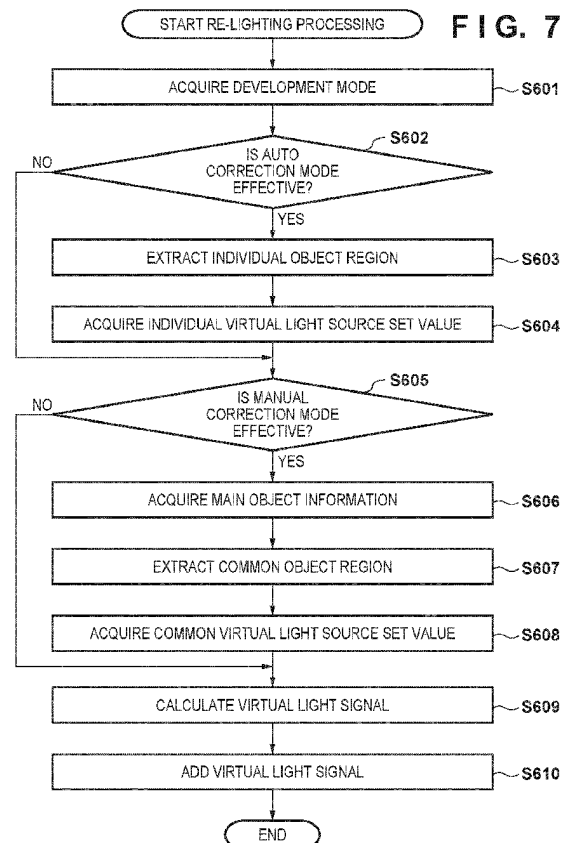 START RE-LIGHTING PROCESSING
FIG. 7
ACQUIRE DEVELOPMENT MODE
S601
S602
IS AUTO
CORRECTION MODE
EFFECTIVE?
NO
YES
EXTRACT INDIVIDUAL OBJECT REGION
S603
ACQUIRE INDIVIDUAL VIRTUAL LIGHT SOURCE SET VALUE
S604
S605
IS MANUAL
CORRECTION MODE
EFFECTIVE?
NO
YES
ACQUIRE MAIN OBJECT INFORMATION
S606
EXTRACT COMMON OBJECT REGION
S607
ACQUIRE COMMON VIRTUAL LIGHT SOURCE SET VALUE
S608
CALCULATE VIRTUAL LIGHT SIGNAL
S609
ADD VIRTUAL LIGHT SIGNAL
S610
END